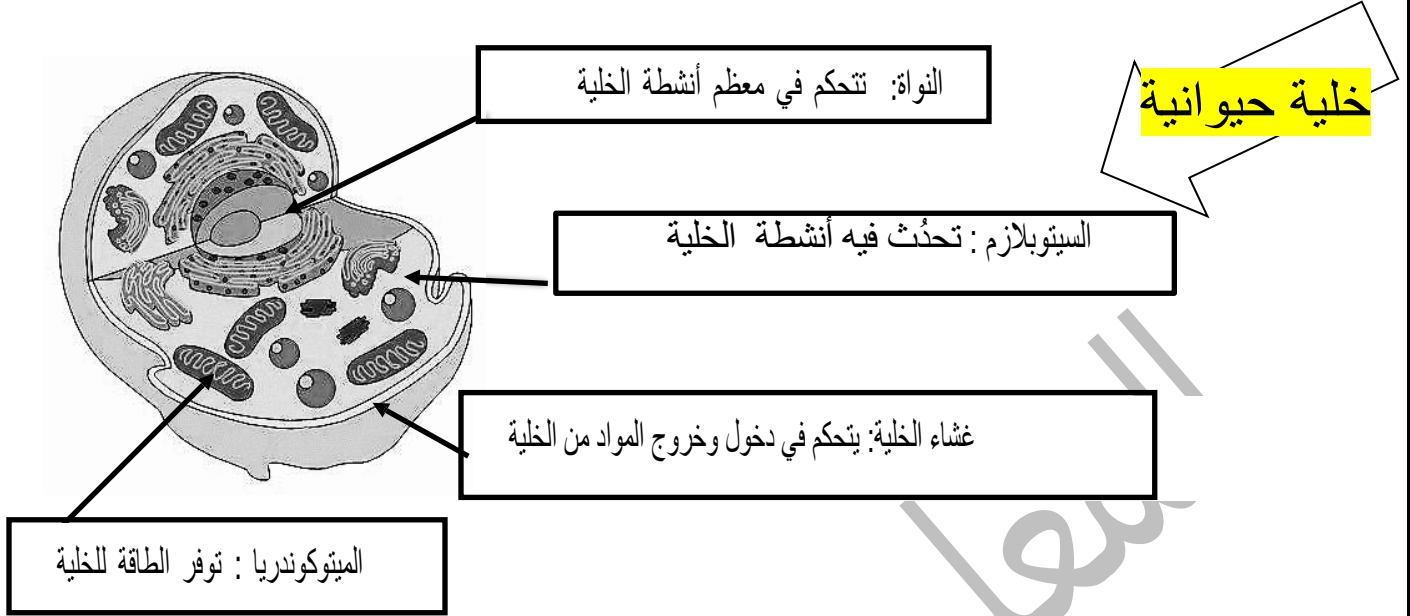 خلية حيوانية
النواة: تتحكم في معظم أنشطة الخلية
السيتوبلازم : تحدُث فيه أنشطة الخلية
غشاء الخلية: يتحكم في دخول وخروج المواد من الخلية
الميتوكوندريا : توفر الطاقة للخلية